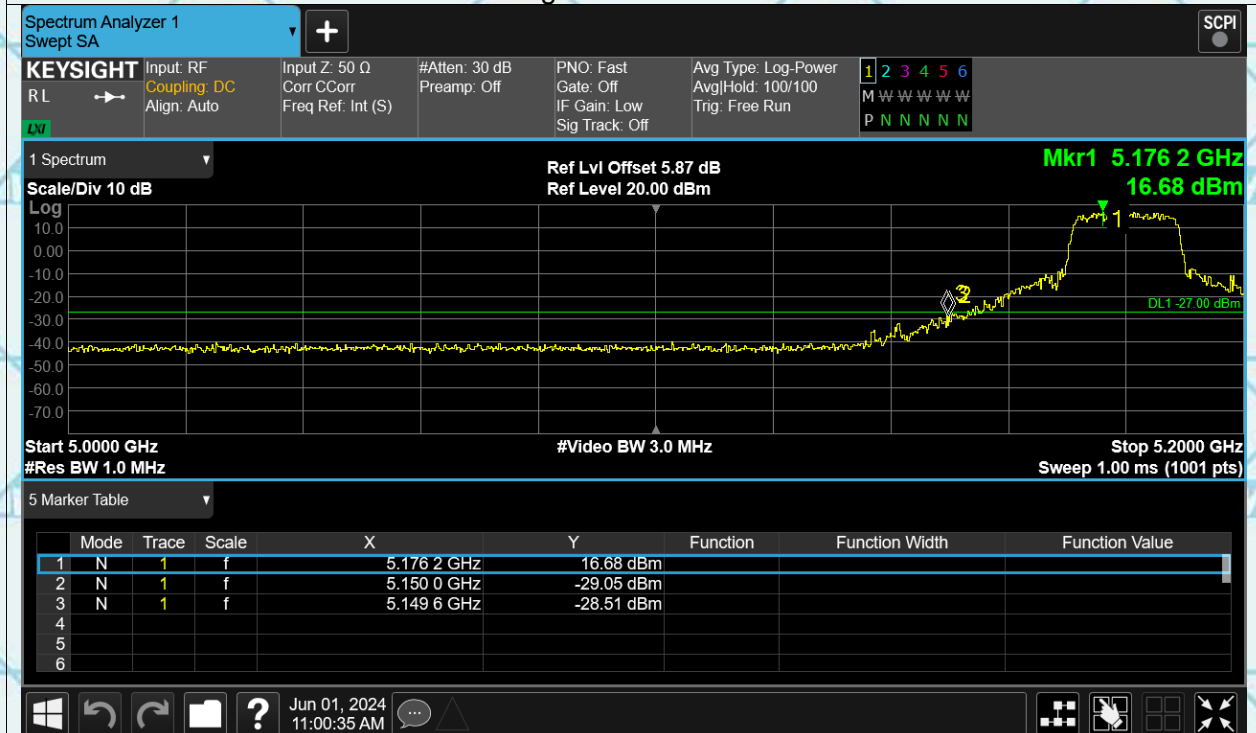 Spectrum Analyzer 1
Swept SA
+
SCPI
KEYSIGHT
RL
LXI
Input: RF
Coupling: DC
Align: Auto
Input Z: 50 Ω
Corr CCorr
Freq Ref: Int (S)
#Atten: 30 dB
Preamp: Off
PNO: Fast
Gate: Off
IF Gain: Low
Sig Track: Off
Avg Type: Log-Power
Avg|Hold: 100/100
Trig: Free Run
1 2 3 4 5 6
M W W W W W W
P N N N N N
1 Spectrum
Scale/Div 10 dB
Ref Lvl Offset 5.87 dB
Ref Level 20.00 dBm
Mkr1 5.176 2 GHz
16.68 dBm
Log
10.0
0.00
-10.0
-20.0
-30.0
-40.0
-50.0
-60.0
-70.0
1
DL1 -27.00 dBm
Start 5.0000 GHz
#Video BW 3.0 MHz
Stop 5.2000 GHz
#Res BW 1.0 MHz
Sweep 1.00 ms (1001 pts)
5 Marker Table
Mode Trace Scale X Y Function Function Width Function Value
1 N 1 f 5.176 2 GHz 16.68 dBm
2 N 1 f 5.150 0 GHz -29.05 dBm
3 N 1 f 5.149 6 GHz -28.51 dBm
4
5
6
?
Jun 01, 2024
11:00:35 AM